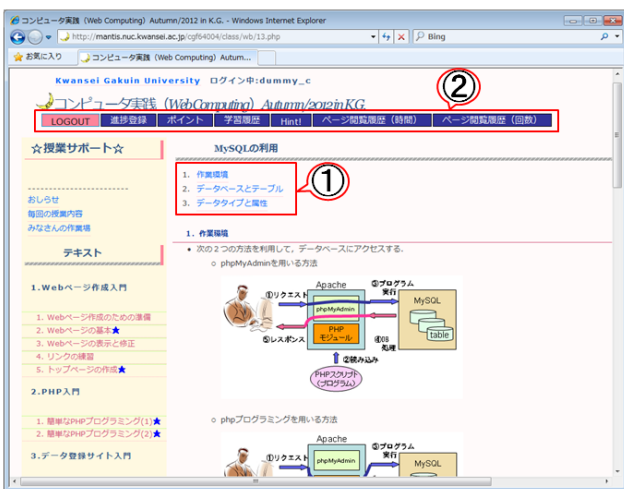 コンピュータ実践 (Web Computing) Autumn/2012 in K.G. - Windows Internet Explorer
http://mantis.nuc.kwansei.ac.jp/cgf64004/class/wb/13.php
Bing
お気に入り
コンピュータ実践 (Web Computing) Autum...
Kwansei Gakuin University ログイン中:dummy_c
②
コンピュータ実践 (Web Computing) Autumn/2012 in K.G.
LOGOUT 進捗登録 ポイント 学習履歴 Hint! ページ閲覧履歴 (時間) ページ閲覧履歴 (回数)
☆授業サポート☆
------------------------
おしらせ
毎回の授業内容
みなさんの作業場
テキスト
1.Webページ作成入門
1. Webページ作成のための準備
2. Webページの基本★
3. Webページの表示と修正
4. リンクの練習
5. トップページの作成★
2.PHP入門
1. 簡単なPHPプログラミング(1)★
2. 簡単なPHPプログラミング(2)★
3.データ登録サイト入門
MySQLの利用
1. 作業環境
2. データベースとテーブル
3. データタイプと属性
①
1. 作業環境
次の2つの方法を利用して、データベースにアクセスする.
phpMyAdminを用いる方法
Apache
①リクエスト
phpMyAdmin
③プログラム
実行
MySQL
PHP
モジュール
table
⑤レスポンス
④DB
処理
②読み込み
PHPスクリプト
(プログラム)
phpプログラミングを用いる方法
Apache
①リクエスト
phpMyAdmin
③プログラム
実行
MySQL